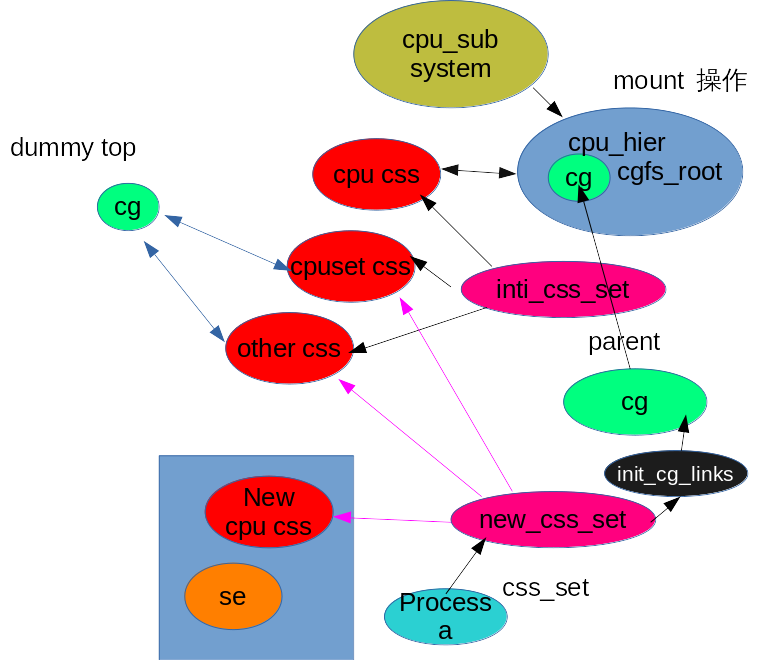 cpu_sub
system
mount 操作
dummy top
cpu_hier
cg
cgfs_root
cpu css
cg
cpuset css
inti_css_set
other css
parent
cg
init_cg_links
New
cpu css
new_css_set
se
css_set
Process
a